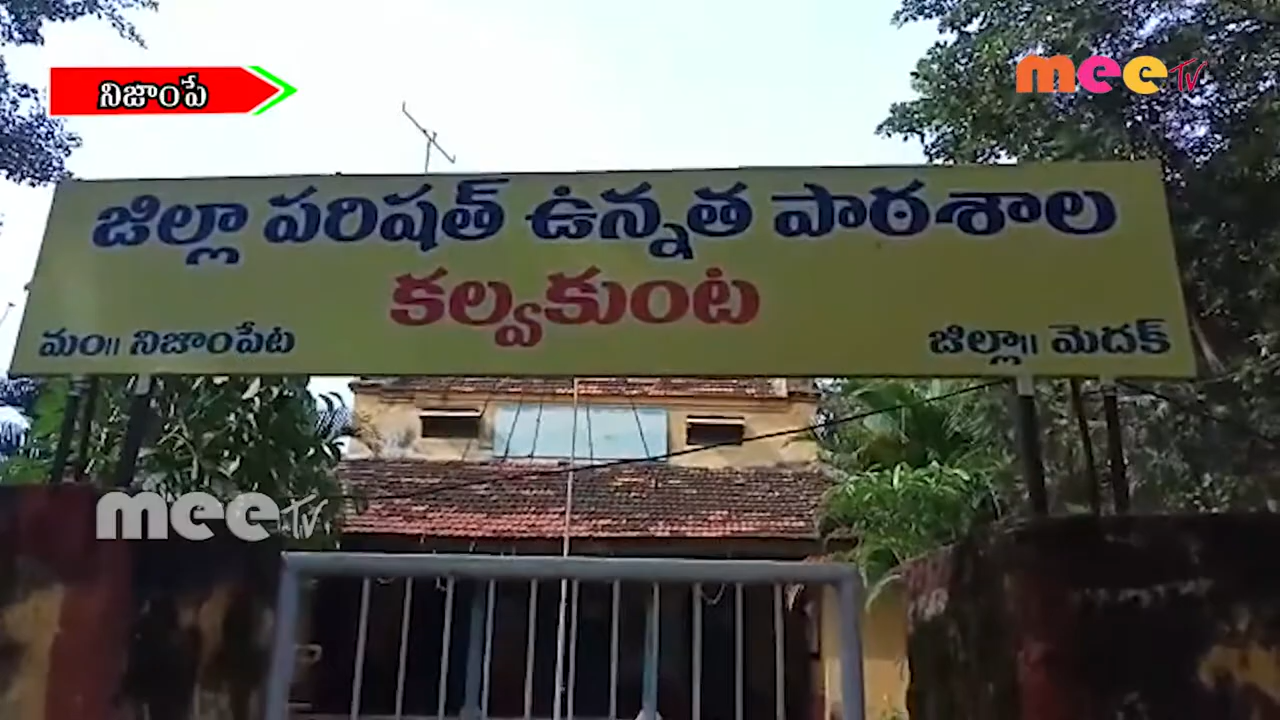 నిజాంపే
mee TV
జిల్లా పరిషత్ ఉన్నత పాఠశాల
కల్వకుంట
మం॥ నిజాంపేట
జిల్లా॥ మెదక్
mee TV